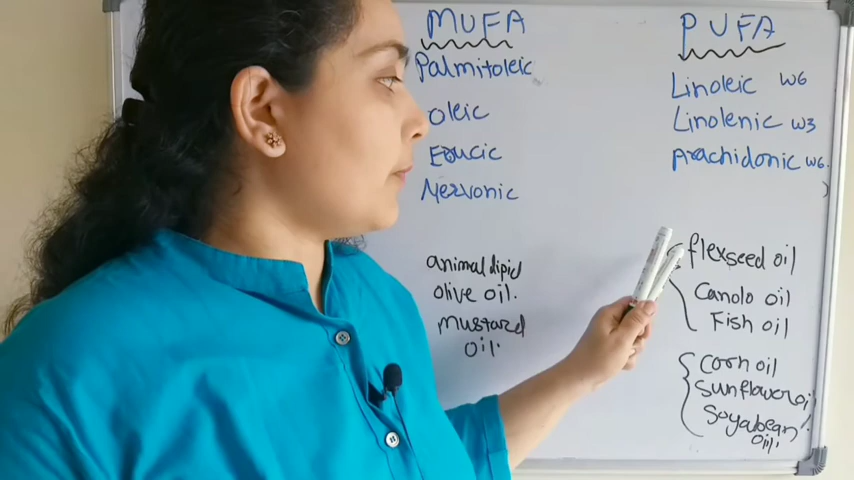 MUFA
Palmitoleic
oleic
Erucic
Nervonic
animal lipid
olive oil.
mustard
oil.
PUFA
Linoleic w6
Linolenic w3
Arachidonic w6.
flexseed oil
Canolo oil
Fish oil
Corn oil
Sunflower oil
Soyabean
oil.